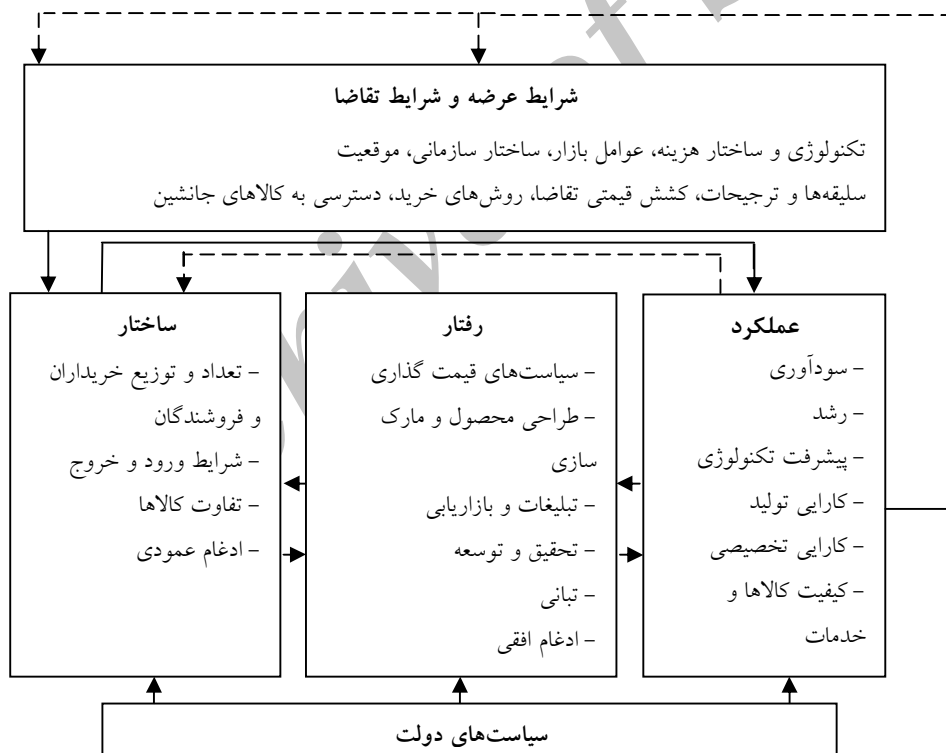 شرایط عرضه و شرایط تقاضا
تکنولوژی و ساختار هزینه، عوامل بازار، ساختار سازمانی، موقعیت
سلیقه‌ها و ترجیحات، کشش قیمتی تقاضا، روش‌های خرید، دسترسی به کالاهای جانشین
ساختار
– تعداد و توزیع خریداران
و فروشندگان
– شرایط ورود و خروج
– تفاوت کالاها
– ادغام عمودی
رفتار
– سیاست‌های قیمت گذاری
– طراحی محصول و مارک
سازی
– تبلیغات و بازاریابی
– تحقیق و توسعه
– تبانی
– ادغام افقی
عملکرد
– سودآوری
– رشد
– پیشرفت تکنولوژی
– کارایی تولید
– کارایی تخصیصی
– کیفیت کالاها و
خدمات
سیاست‌های دولت